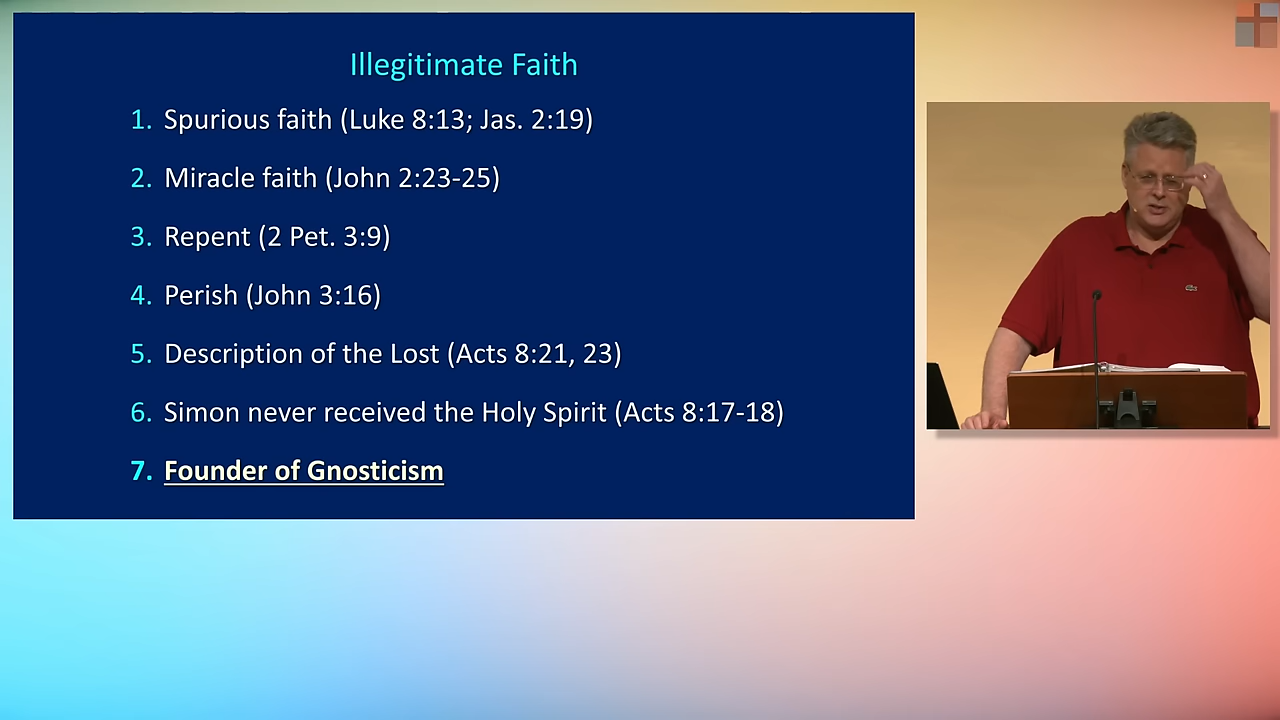 Illegitimate Faith
1. Spurious faith (Luke 8:13; Jas. 2:19)
2. Miracle faith (John 2:23-25)
3. Repent (2 Pet. 3:9)
4. Perish (John 3:16)
5. Description of the Lost (Acts 8:21, 23)
6. Simon never received the Holy Spirit (Acts 8:17-18)
7. Founder of Gnosticism